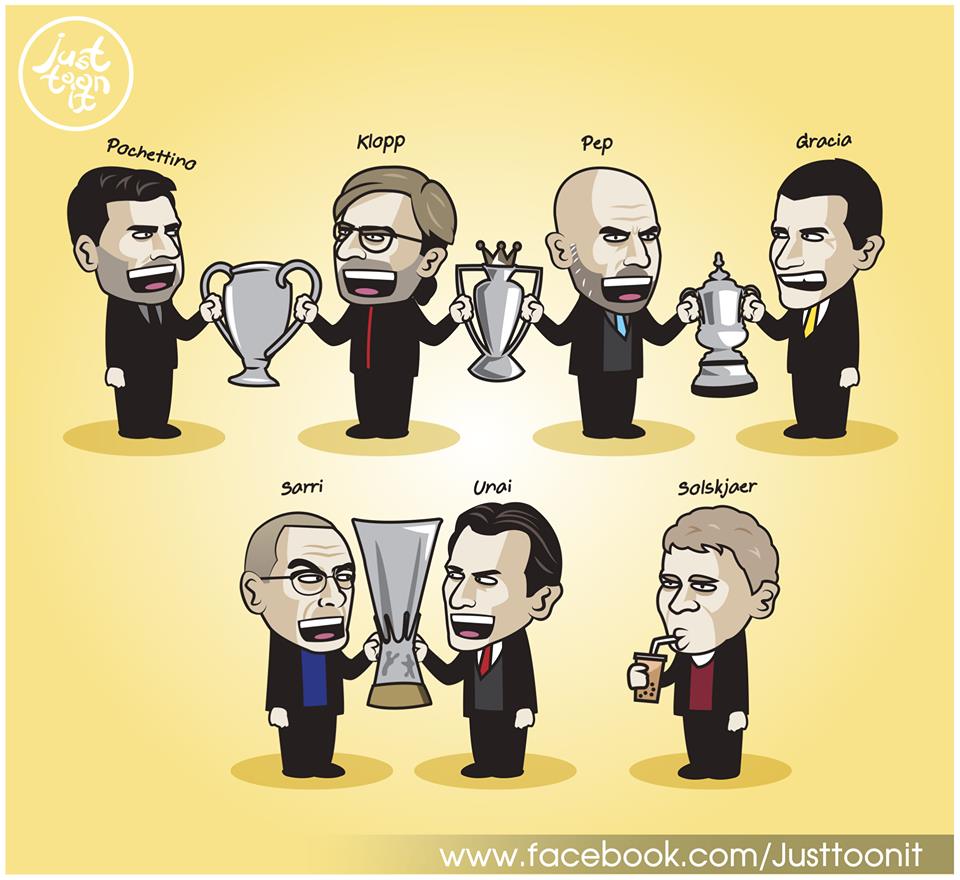 just
toon
it
Pochettino
Klopp
Pep
Gracia
Sarri
Unai
Solskjaer
www.facebook.com/Justtoonit